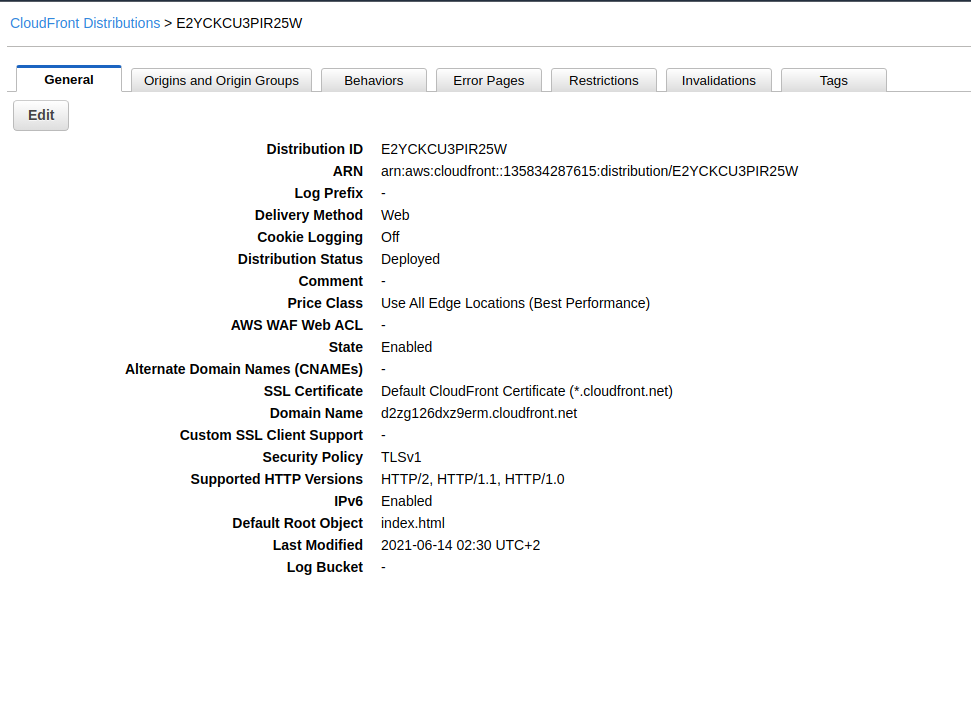 CloudFront Distributions > E2YCKCU3PIR25W
General Origins and Origin Groups Behaviors Error Pages Restrictions Invalidations Tags
Edit
Distribution ID E2YCKCU3PIR25W
ARN arn:aws:cloudfront::135834287615:distribution/E2YCKCU3PIR25W
Log Prefix -
Delivery Method Web
Cookie Logging Off
Distribution Status Deployed
Comment -
Price Class Use All Edge Locations (Best Performance)
AWS WAF Web ACL -
State Enabled
Alternate Domain Names (CNAMEs) -
SSL Certificate Default CloudFront Certificate (*.cloudfront.net)
Domain Name d2zg126dxz9erm.cloudfront.net
Custom SSL Client Support -
Security Policy TLSv1
Supported HTTP Versions HTTP/2, HTTP/1.1, HTTP/1.0
IPv6 Enabled
Default Root Object index.html
Last Modified 2021-06-14 02:30 UTC+2
Log Bucket -